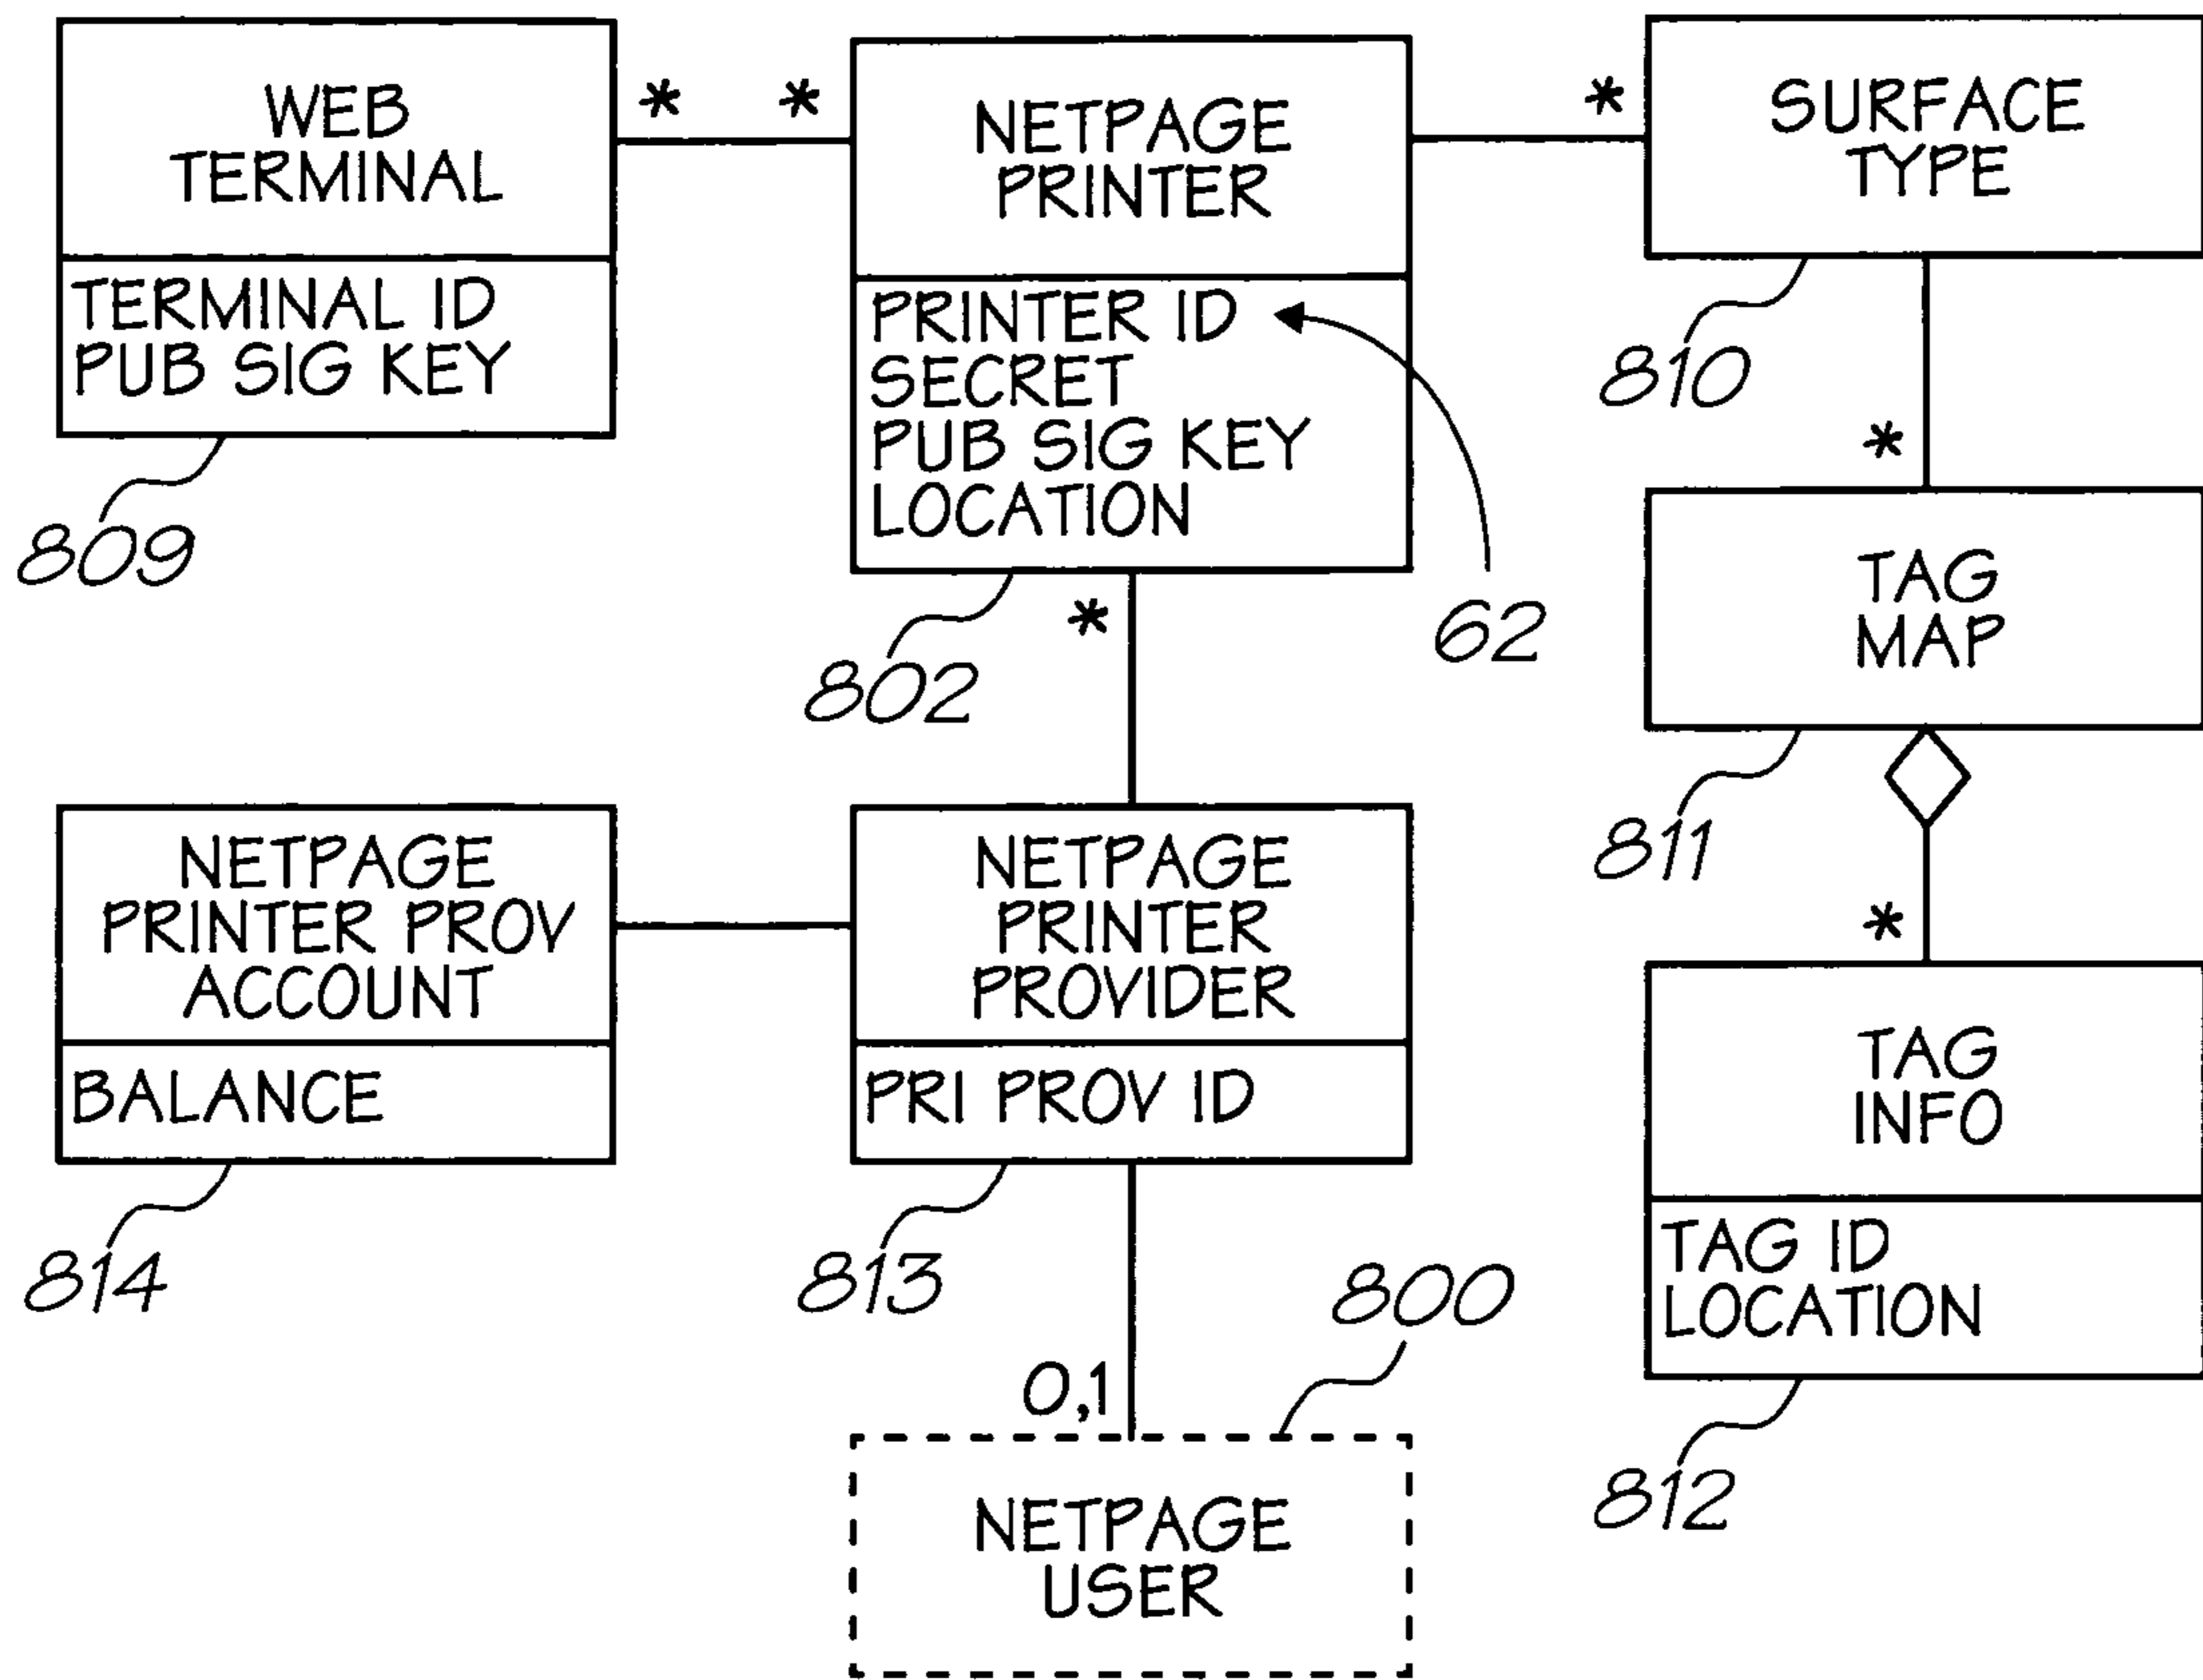 WEB
TERMINAL
TERMINAL ID
PUB SIG KEY
809
*
*
NETPAGE
PRINTER
PRINTER ID
SECRET
PUB SIG KEY
LOCATION
62
802
*
*
SURFACE
TYPE
810
*
TAG
MAP
811
*
TAG
INFO
TAG ID
LOCATION
812
NETPAGE
PRINTER PROV
ACCOUNT
BALANCE
814
NETPAGE
PRINTER
PROVIDER
PRI PROV ID
813
0,1
800
NETPAGE
USER